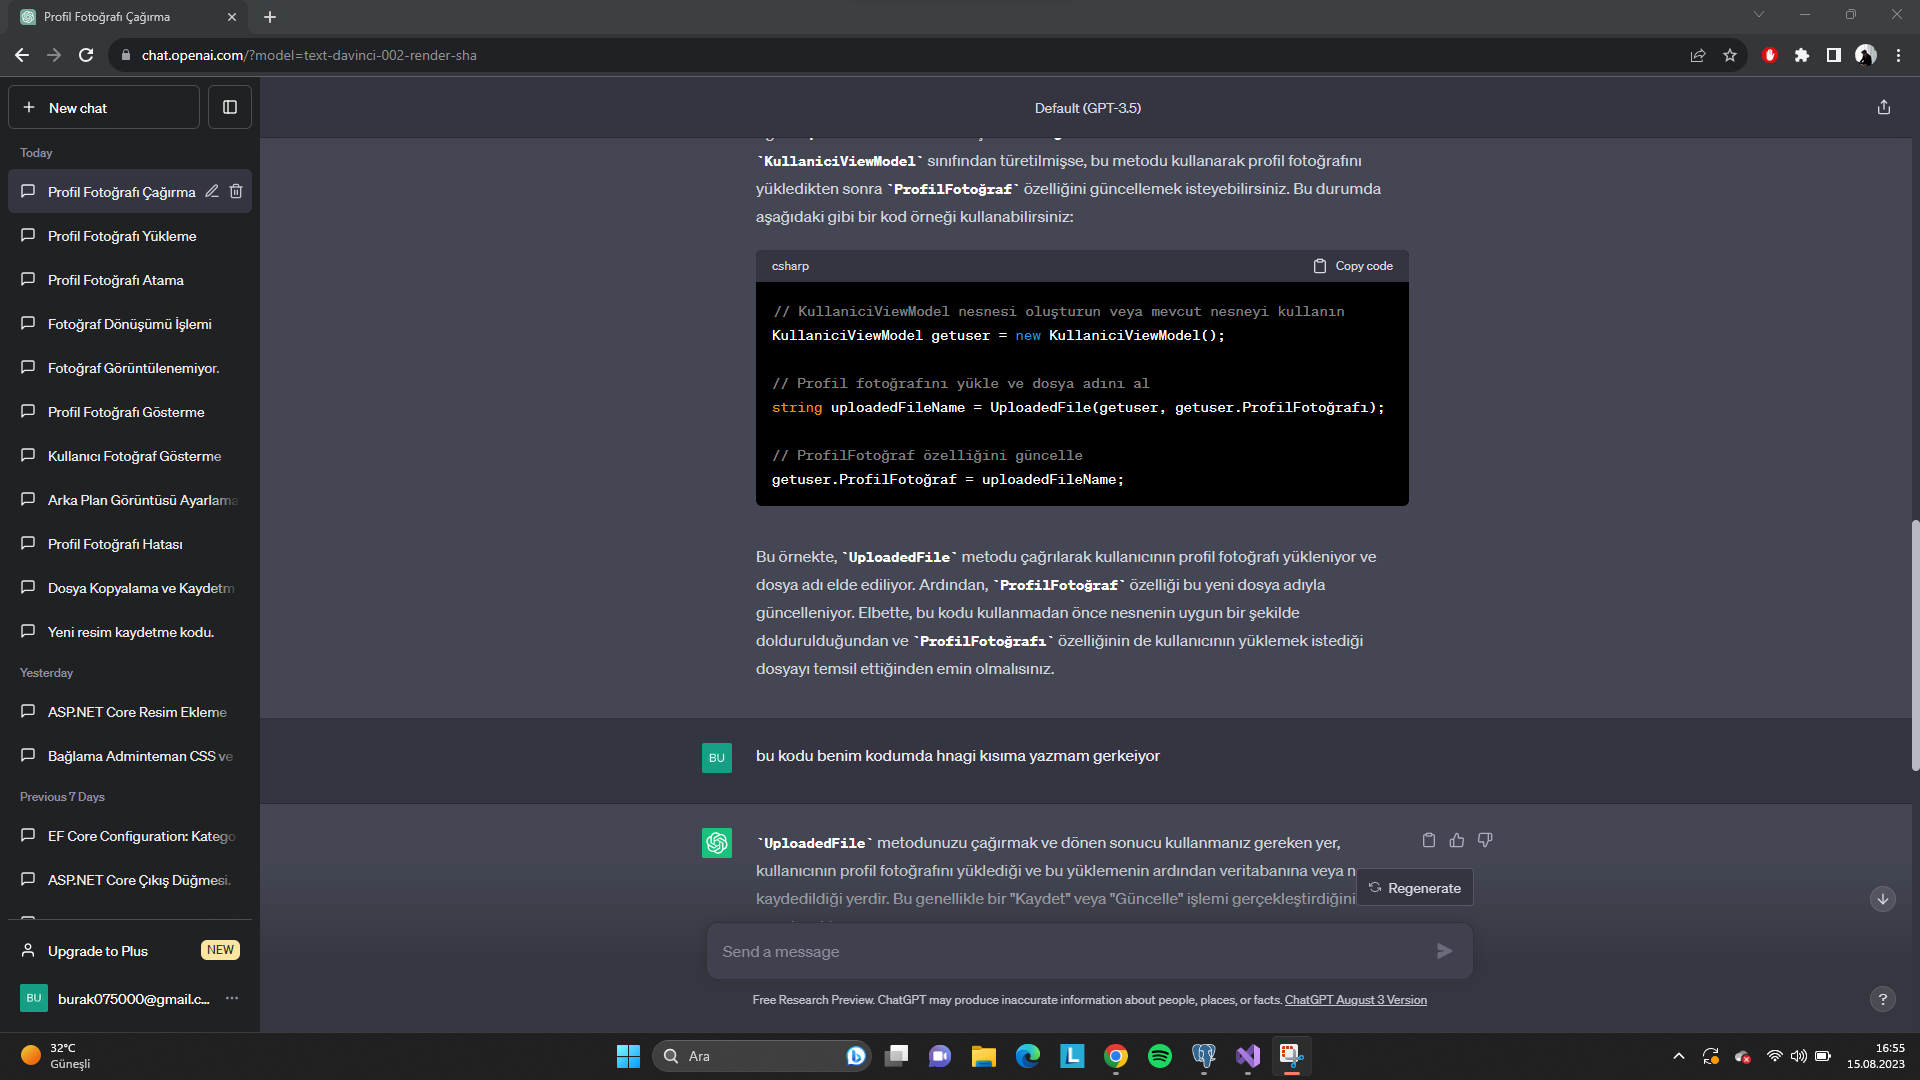 Profil Fotoğrafı Çağırma
chat.openai.com/?model=text-davinci-002-render-sha
New chat
Today
Profil Fotoğrafı Çağırma
Profil Fotoğrafı Yükleme
Profil Fotoğrafı Atama
Fotoğraf Dönüşümü İşlemi
Fotoğraf Görüntülenemiyor.
Profil Fotoğrafı Gösterme
Kullanıcı Fotoğraf Gösterme
Arka Plan Görüntüsü Ayarlama
Profil Fotoğrafı Hatası
Dosya Kopyalama ve Kaydetm
Yeni resim kaydetme kodu.
Yesterday
ASP.NET Core Resim Ekleme
Bağlama Adminteman CSS ve
Previous 7 Days
EF Core Configuration: Katego
ASP.NET Core Çıkış Düğmesi.
Upgrade to Plus
NEW
BU
burak075000@gmail.c...
Default (GPT-3.5)
`KullaniciViewModel` sınıfından türetilmişse, bu metodu kullanarak profil fotoğrafını
yükledikten sonra `ProfilFotoğraf` özelliğini güncellemek isteyebilirsiniz. Bu durumda
aşağıdaki gibi bir kod örneği kullanabilirsiniz:
csharp
Copy code
// KullaniciViewModel nesnesi oluşturun veya mevcut nesneyi kullanın
KullaniciViewModel getuser = new KullaniciViewModel();
// Profil fotoğrafını yükle ve dosya adını al
string uploadedFileName = UploadedFile(getuser, getuser.ProfilFotoğrafı);
// ProfilFotoğraf özelliğini güncelle
getuser.ProfilFotoğraf = uploadedFileName;
Bu örnekte, `UploadedFile` metodu çağrılarak kullanıcının profil fotoğrafı yükleniyor ve
dosya adı elde ediliyor. Ardından, `ProfilFotoğraf` özelliği bu yeni dosya adıyla
güncelleniyor. Elbette, bu kodu kullanmadan önce nesnenin uygun bir şekilde
doldurulduğundan ve `ProfilFotoğrafı` özelliğinin de kullanıcının yüklemek istediği
dosyayı temsil ettiğinden emin olmalısınız.
BU
bu kodu benim kodumda hnagi kısıma yazmam gerkeiyor
`UploadedFile` metodunuzu çağırmak ve dönen sonucu kullanmanız gereken yer,
kullanıcının profil fotoğrafını yüklediği ve bu yüklemenin ardından veritabanına veya n
kaydedildiği yerdir. Bu genellikle bir "Kaydet" veya "Güncelle" işlemi gerçekleştirdiğini
Regenerate
Send a message
Free Research Preview. ChatGPT may produce inaccurate information about people, places, or facts. ChatGPT August 3 Version
?
32°C
Güneşli
Ara
16:55
15.08.2023